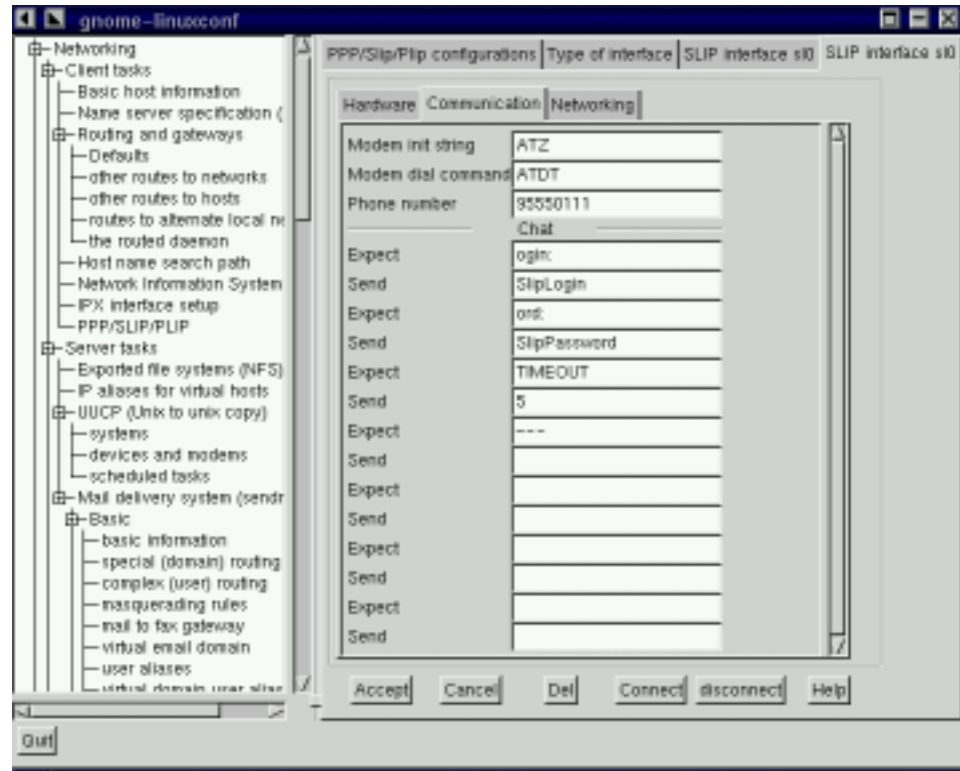 gnome-linuxconf
Networking
Client tasks
Basic host information
Name server specification (
Routing and gateways
Defaults
other routes to networks
other routes to hosts
routes to alternate local ne
the routed daemon
Host name search path
Network Information System
IPX interface setup
PPP/SLIP/PLIP
Server tasks
Exported file systems (NFS)
IP aliases for virtual hosts
UUCP (Unix to unix copy)
systems
devices and modems
scheduled tasks
Mail delivery system (sendr
Basic
basic information
special (domain) routing
complex (user) routing
masquerading rules
mail to fax gateway
virtual email domain
user aliases
virtual domain user alias
PPP/Slip/Plip configurations Type of interface SLIP interface sl0 SLIP interface sl0
Hardware Communication Networking
Modem init string ATZ
Modem dial command ATDT
Phone number 95550111
Chat
Expect ogin:
Send SlipLogin
Expect ord:
Send SlipPassword
Expect TIMEOUT
Send 5
Expect ---
Send
Expect
Send
Expect
Send
Expect
Send
Accept Cancel Del Connect disconnect Help
Quit